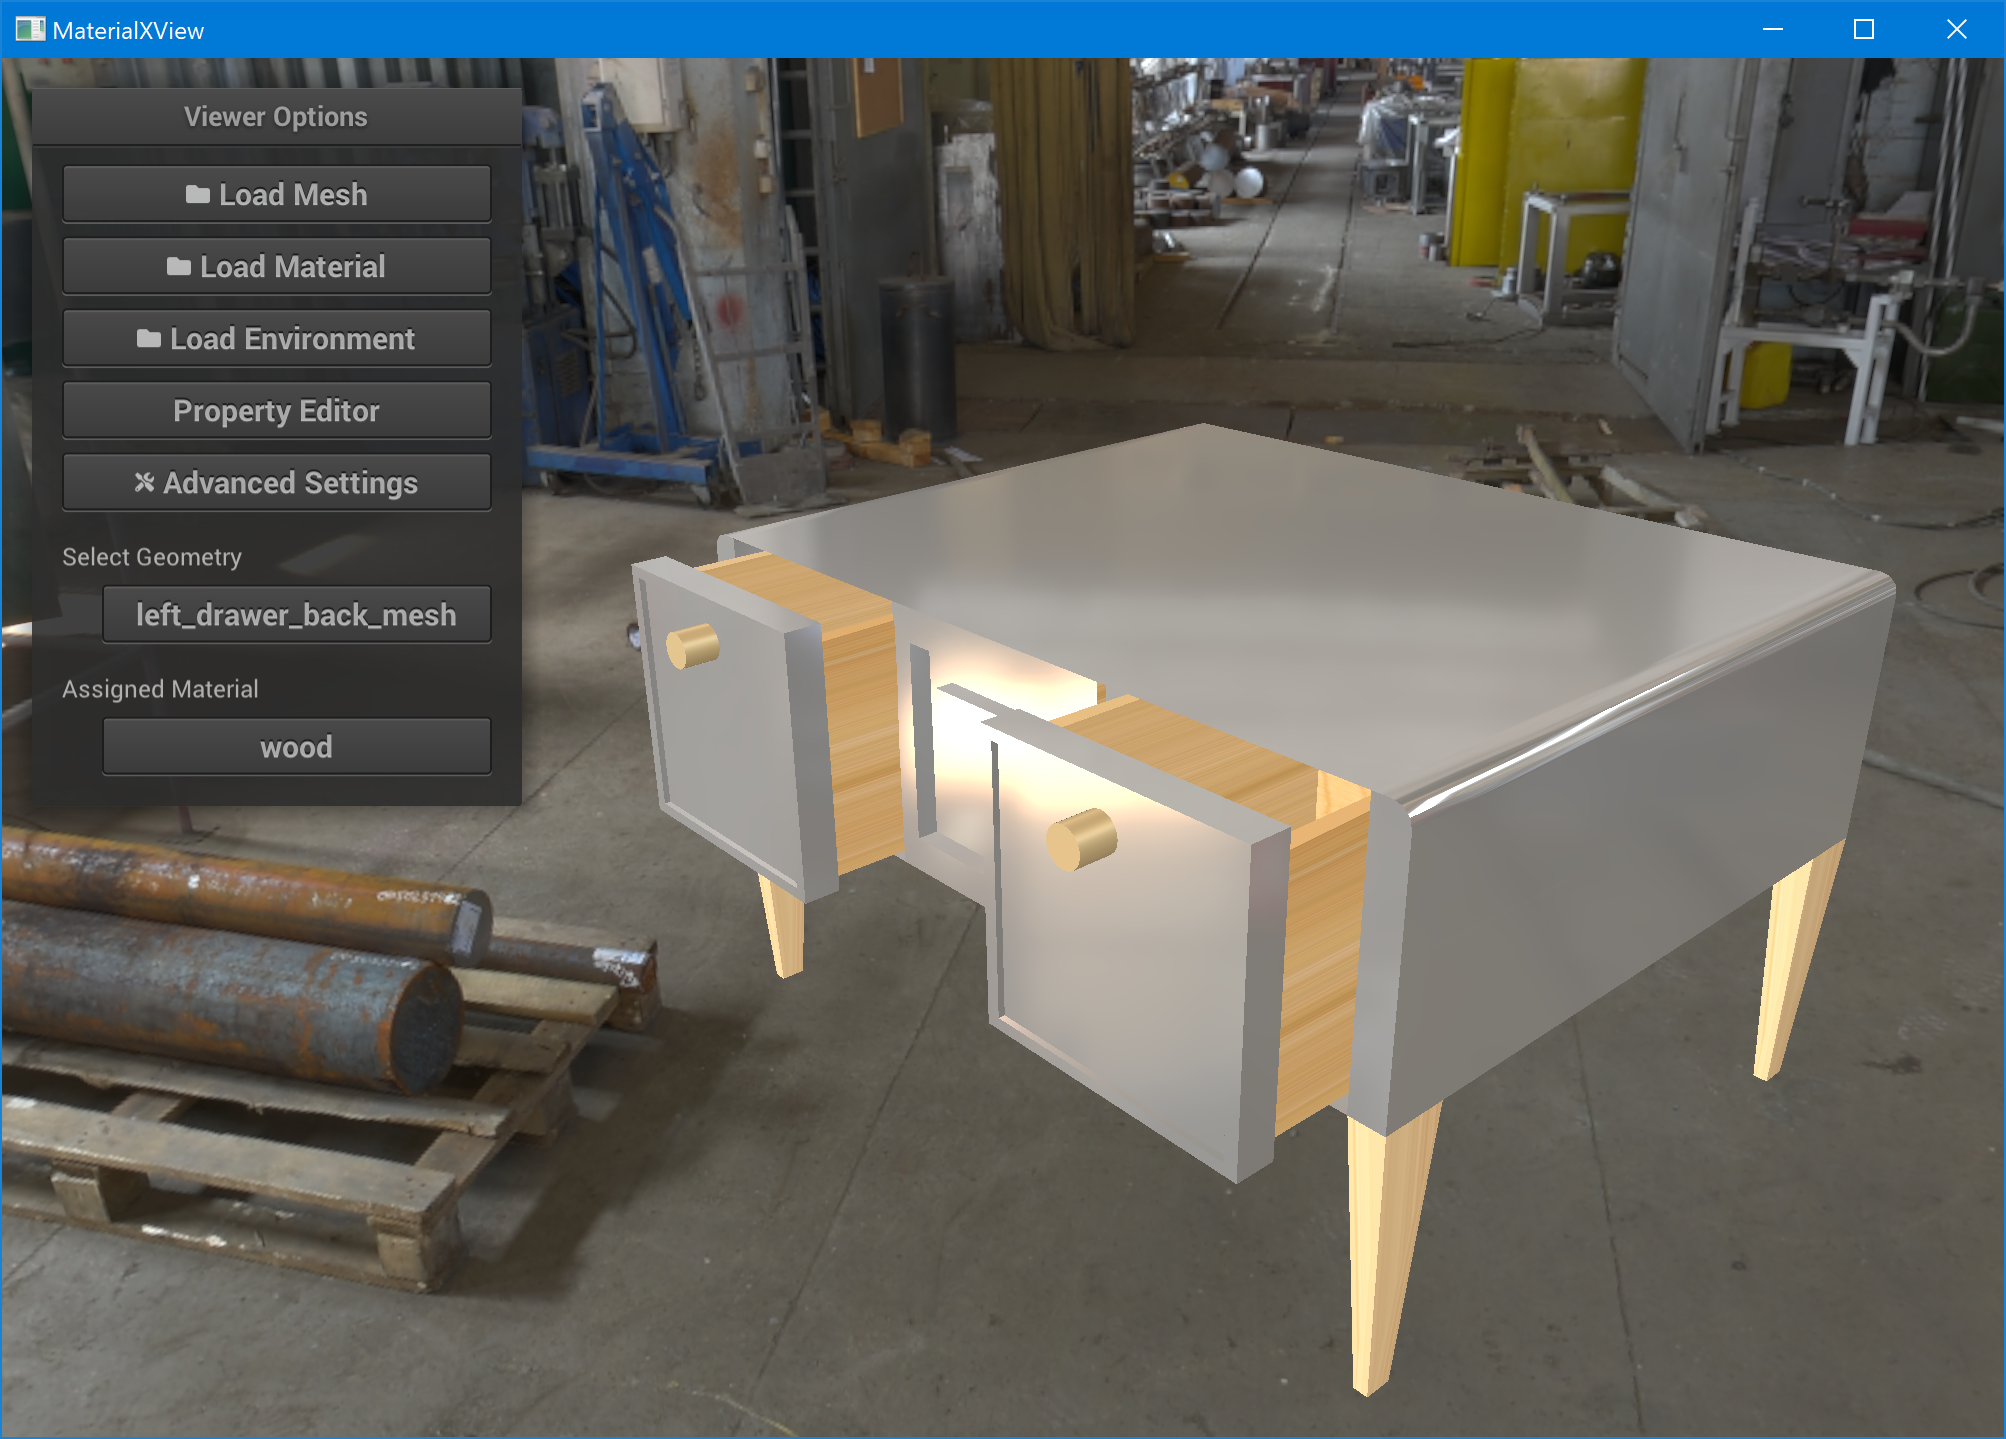 MaterialXView
Viewer Options
Load Mesh
Load Material
Load Environment
Property Editor
Advanced Settings
Select Geometry
left_drawer_back_mesh
Assigned Material
wood